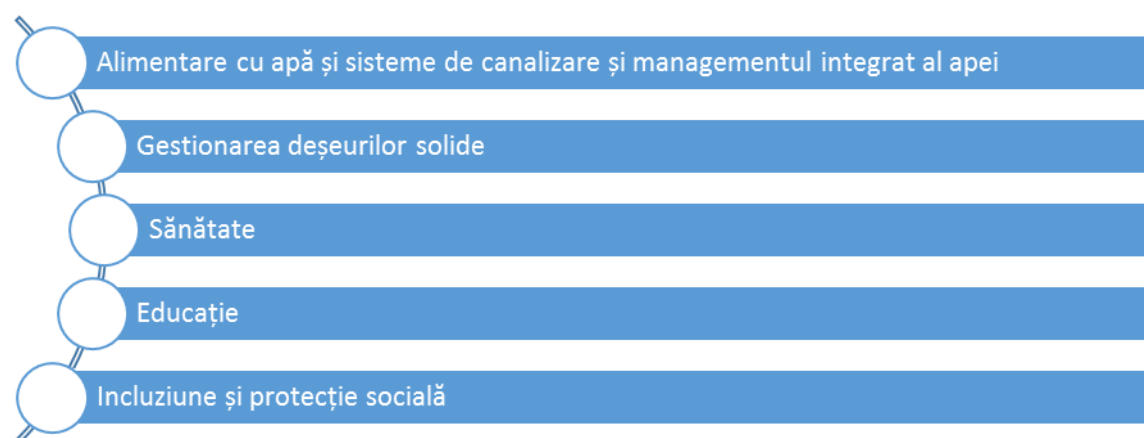 Alimentare cu apă și sisteme de canalizare și managementul integrat al apei
Gestionarea deșeurilor solide
Sănătate
Educație
Incluziune și protecție socială